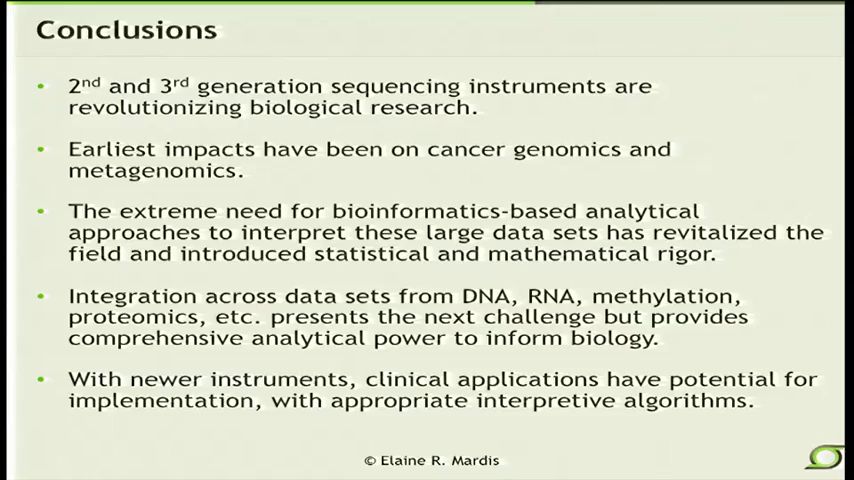 Conclusions
• 2nd and 3rd generation sequencing instruments are
revolutionizing biological research.
• Earliest impacts have been on cancer genomics and
metagenomics.
• The extreme need for bioinformatics-based analytical
approaches to interpret these large data sets has revitalized the
field and introduced statistical and mathematical rigor.
• Integration across data sets from DNA, RNA, methylation,
proteomics, etc. presents the next challenge but provides
comprehensive analytical power to inform biology.
• With newer instruments, clinical applications have potential for
implementation, with appropriate interpretive algorithms.
© Elaine R. Mardis